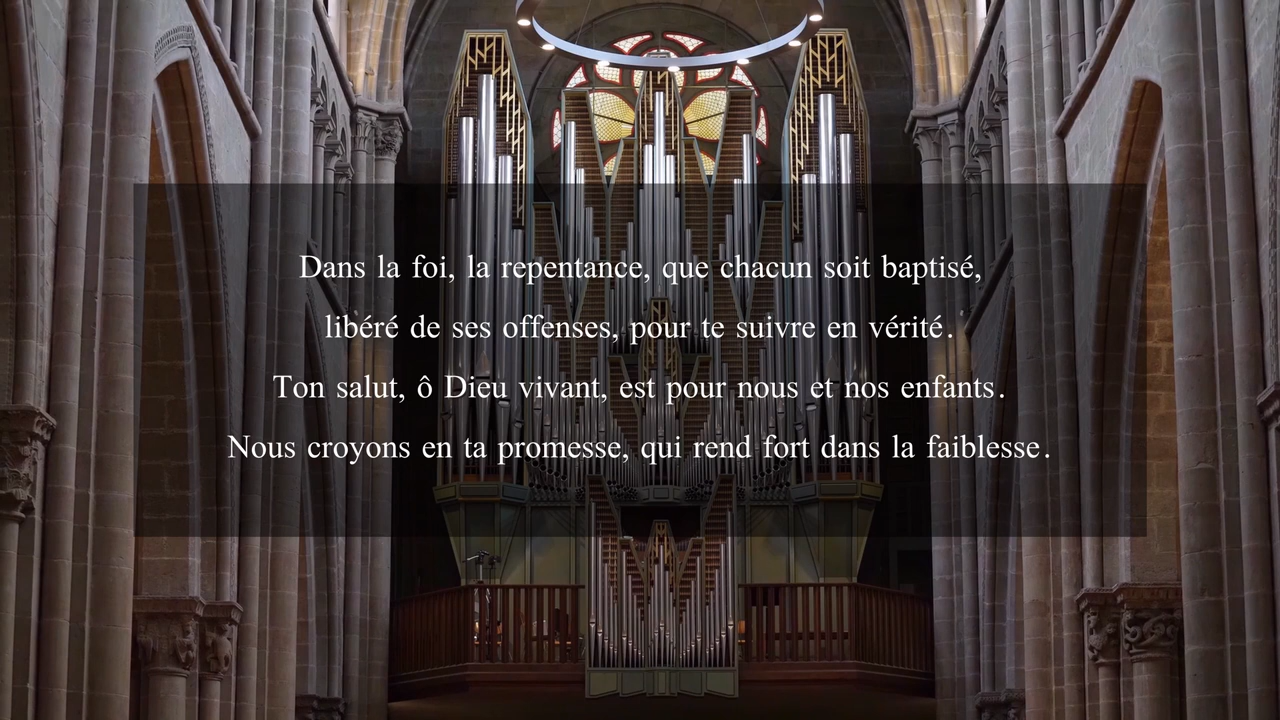 Dans la foi, la repentance, que chacun soit baptisé,
libéré de ses offenses, pour te suivre en vérité.
Ton salut, ô Dieu vivant, est pour nous et nos enfants.
Nous croyons en ta promesse, qui rend fort dans la faiblesse.